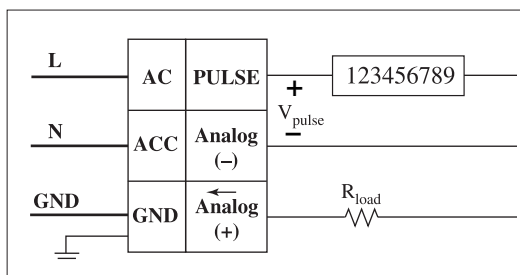 L
AC
PULSE
123456789
+
V pulse
−
N
ACC
Analog
(−)
GND
GND
Analog
(+)
R load